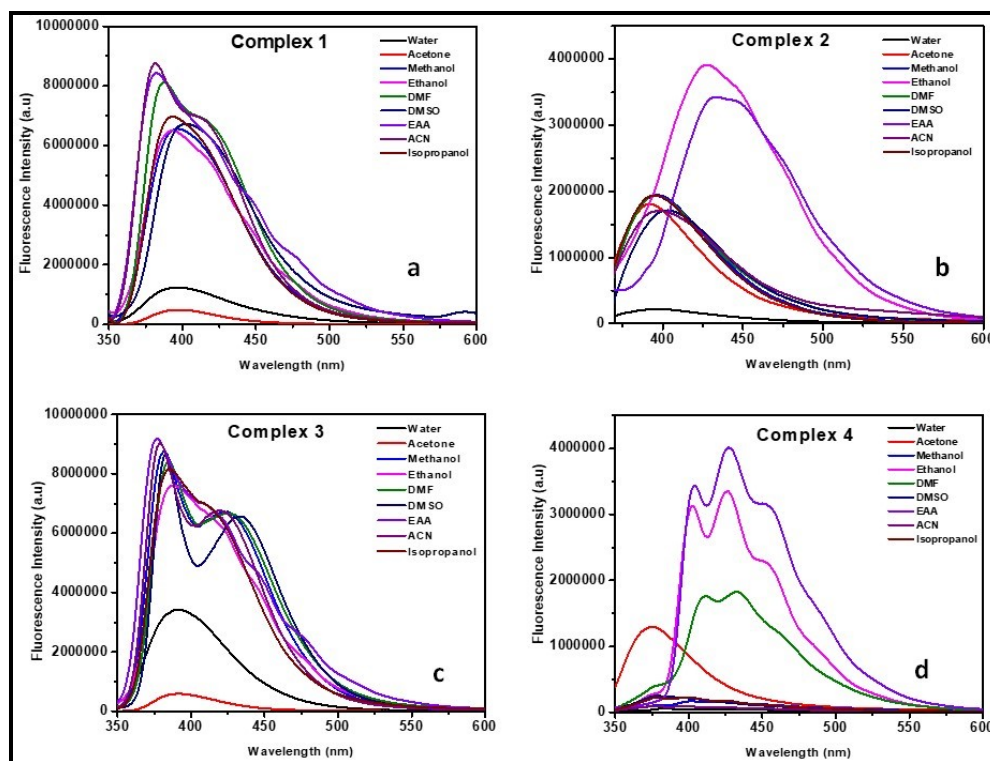 Complex 1
Water
Acetone
Methanol
Ethanol
DMF
DMSO
EAA
ACN
Isopropanol
a
Fluorescence Intensity (a.u)
10000000
8000000
6000000
4000000
2000000
0
350 375 400 425 450 475 500 525 550 575 600
Wavelength (nm)
Complex 2
Water
Acetone
Methanol
Ethanol
DMF
DMSO
EAA
ACN
Isopropanol
b
Fluorescence Intensity (a.u)
4000000
3000000
2000000
1000000
0
400 450 500 550 600
Wavelength (nm)
Complex 3
Water
Acetone
Methanol
Ethanol
DMF
DMSO
EAA
ACN
Isopropanol
c
Fluorescence Intensity (a.u)
10000000
8000000
6000000
4000000
2000000
0
350 400 450 500 550 600
Wavelength (nm)
Complex 4
Water
Acetone
Methanol
Ethanol
DMF
DMSO
EAA
ACN
Isopropanol
d
Fluorescence Intensity (a.u)
4000000
3000000
2000000
1000000
0
350 400 450 500 550 600
Wavelength (nm)